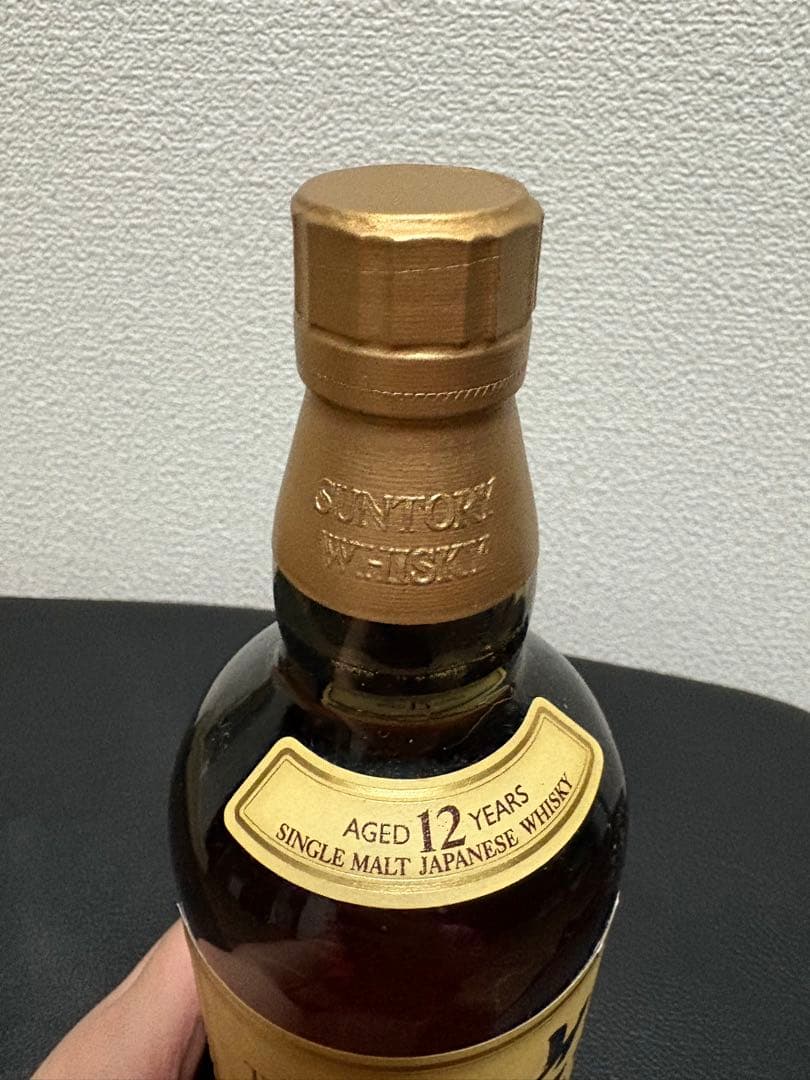 SUNTORY
WHISKY
AGED 12 YEARS
SINGLE MALT JAPANESE WHISKY